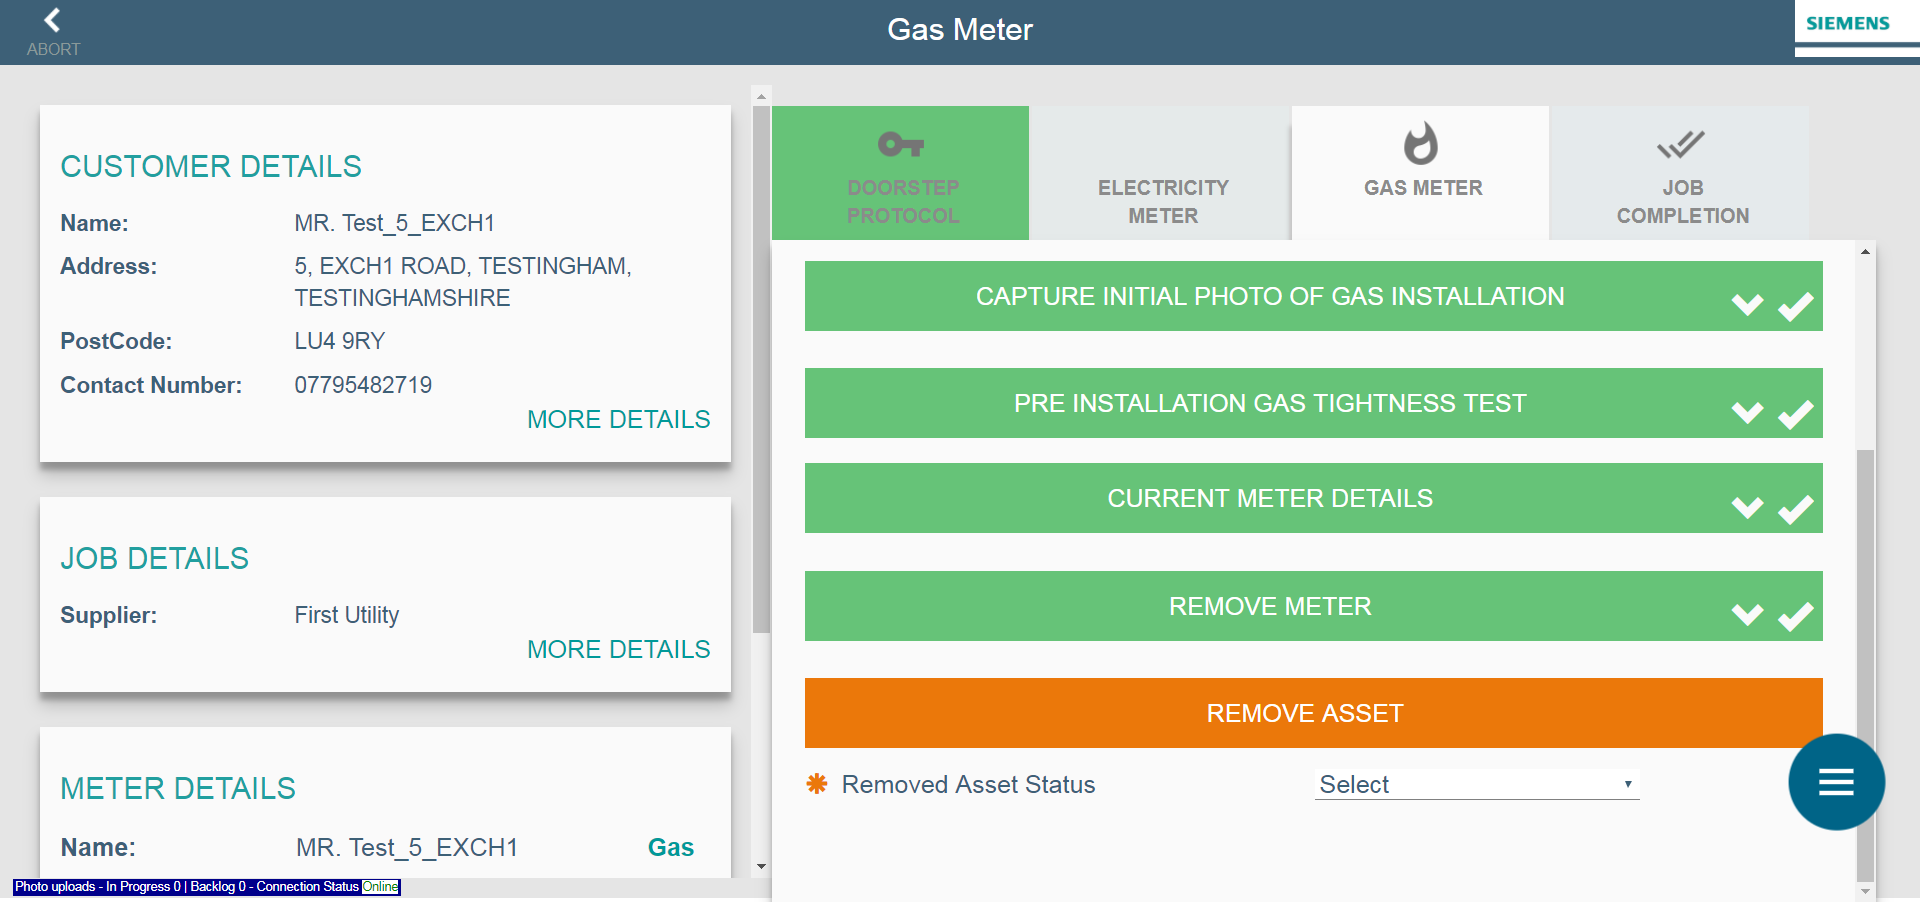 ABORT
Gas Meter
SIEMENS
CUSTOMER DETAILS
Name: MR. Test_5_EXCH1
Address: 5, EXCH1 ROAD, TESTINGHAM,
TESTINGHAMSHIRE
PostCode: LU4 9RY
Contact Number: 07795482719
MORE DETAILS
JOB DETAILS
Supplier: First Utility
MORE DETAILS
METER DETAILS
Name: MR. Test_5_EXCH1 Gas
Photo uploads - In Progress 0 | Backlog 0 - Connection Status Online
DOORSTEP
PROTOCOL
ELECTRICITY
METER
GAS METER
JOB
COMPLETION
CAPTURE INITIAL PHOTO OF GAS INSTALLATION
PRE INSTALLATION GAS TIGHTNESS TEST
CURRENT METER DETAILS
REMOVE METER
REMOVE ASSET
Removed Asset Status Select